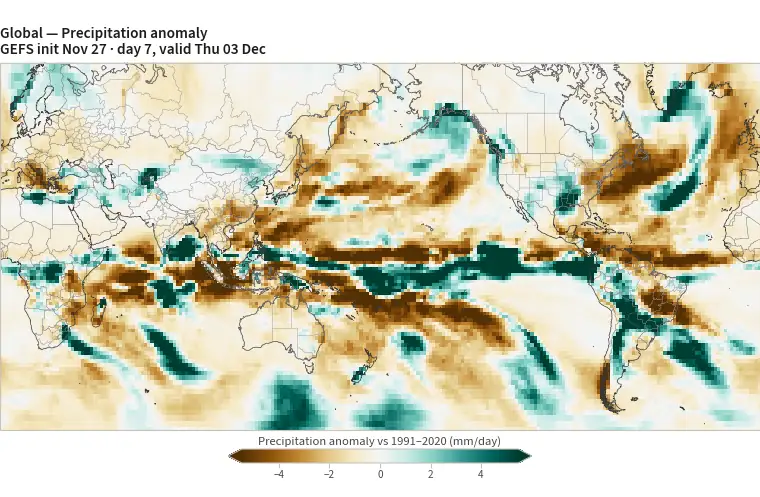 Global — Precipitation anomaly
GEFS init Nov 27 · day 7, valid Thu 03 Dec
Precipitation anomaly vs 1991–2020 (mm/day)
−4 −2 0 2 4